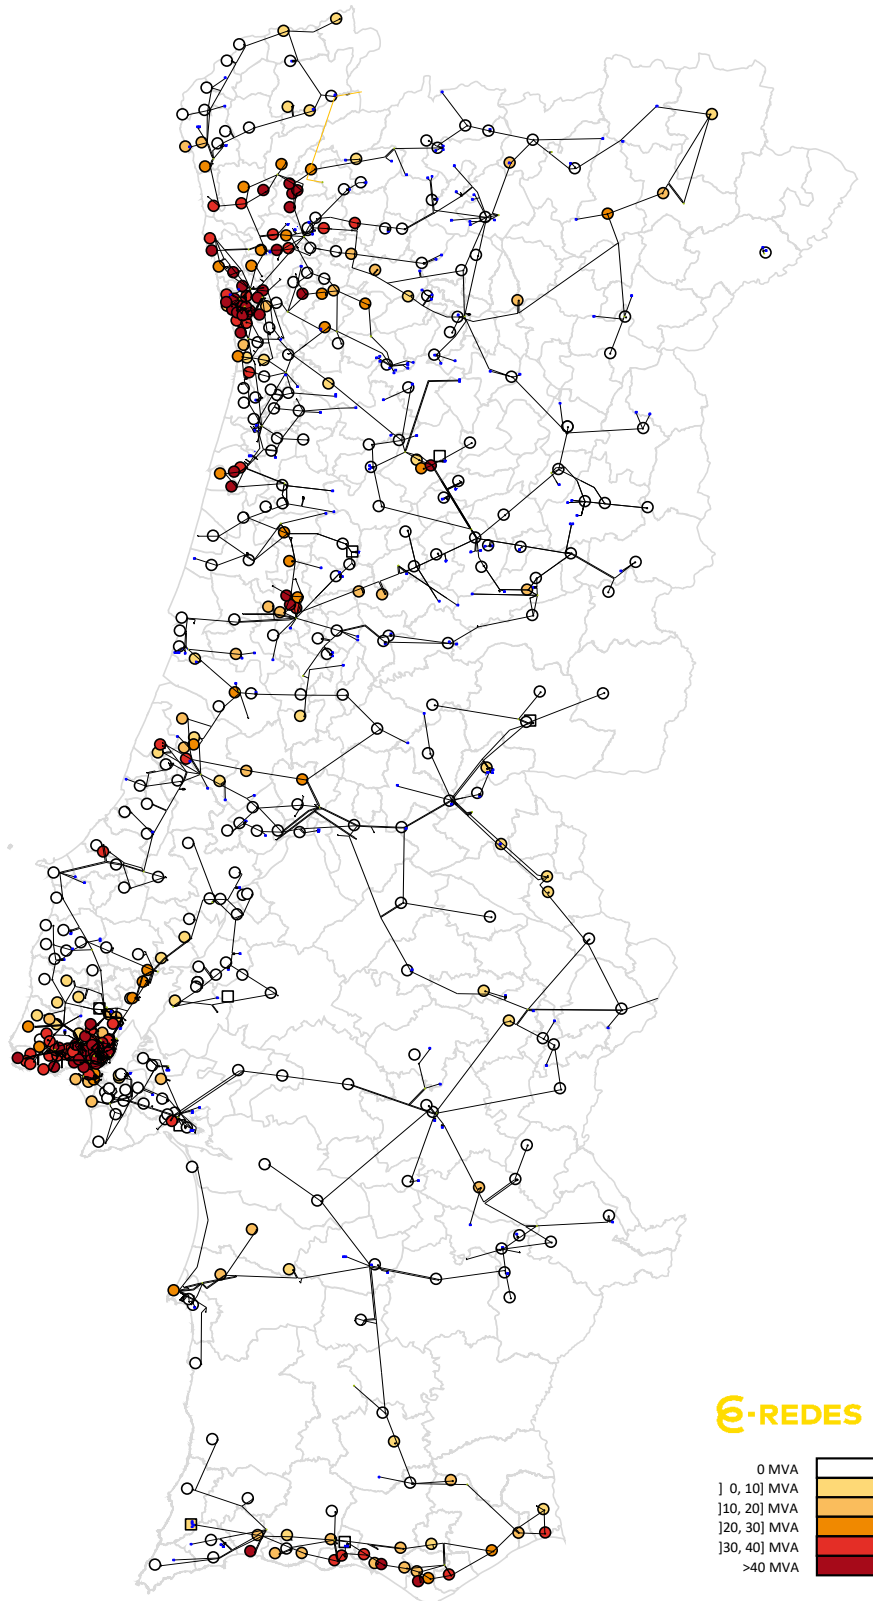 E-REDES
0 MVA
] 0, 10] MVA
]10, 20] MVA
]20, 30] MVA
]30, 40] MVA
>40 MVA